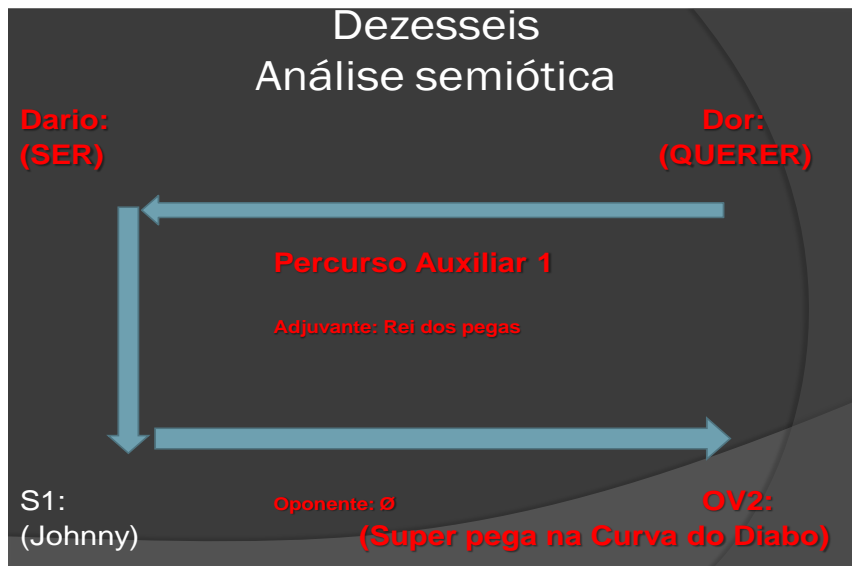 Dezesseis
Análise semiótica
Dario:
(SER)
Dor:
(QUERER)
Percurso Auxiliar 1
Adjuvante: Rei dos pegas
S1:
(Johnny)
Oponente: Ø
OV2:
(Super pega na Curva do Diabo)